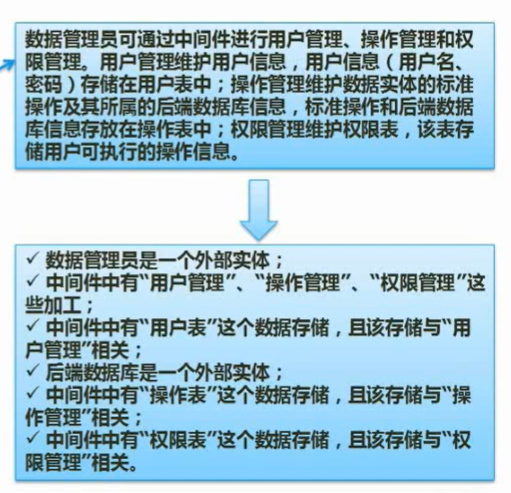 数据管理员可通过中间件进行用户管理、操作管理和权
限管理。用户管理维护用户信息，用户信息（用户名、
密码）存储在用户表中；操作管理维护数据实体的标准
操作及其所属的后端数据库信息，标准操作和后端数据
库信息存放在操作表中；权限管理维护权限表，该表存
储用户可执行的操作信息。
✓ 数据管理员是一个外部实体；
✓ 中间件中有“用户管理”、“操作管理”、“权限管理”这
些加工；
✓ 中间件中有“用户表”这个数据存储，且该存储与“用
户管理”相关；
✓ 后端数据库是一个外部实体；
✓ 中间件中有“操作表”这个数据存储，且该存储与“操
作管理”相关；
✓ 中间件中有“权限表”这个数据存储，且该存储与“权
限管理”相关。